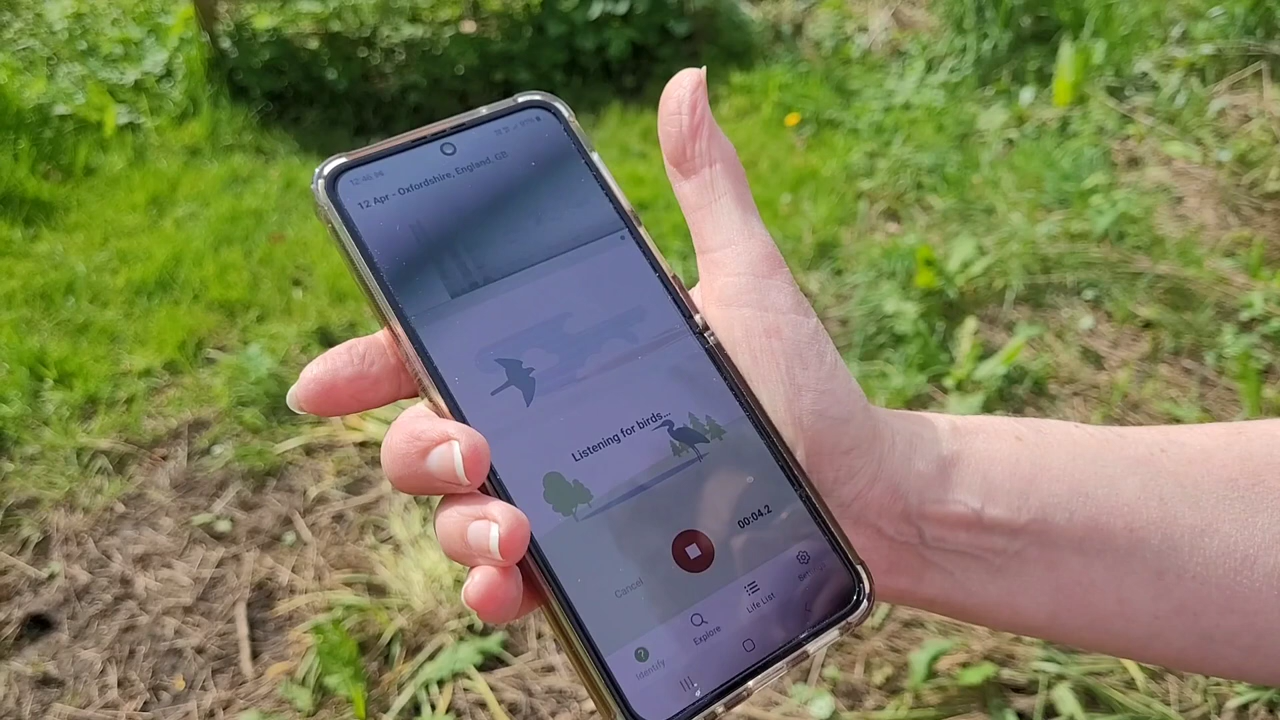 12 Apr - Oxfordshire, England, GB
Listening for birds...
00:04.2
Cancel
Identify
Explore
Life List